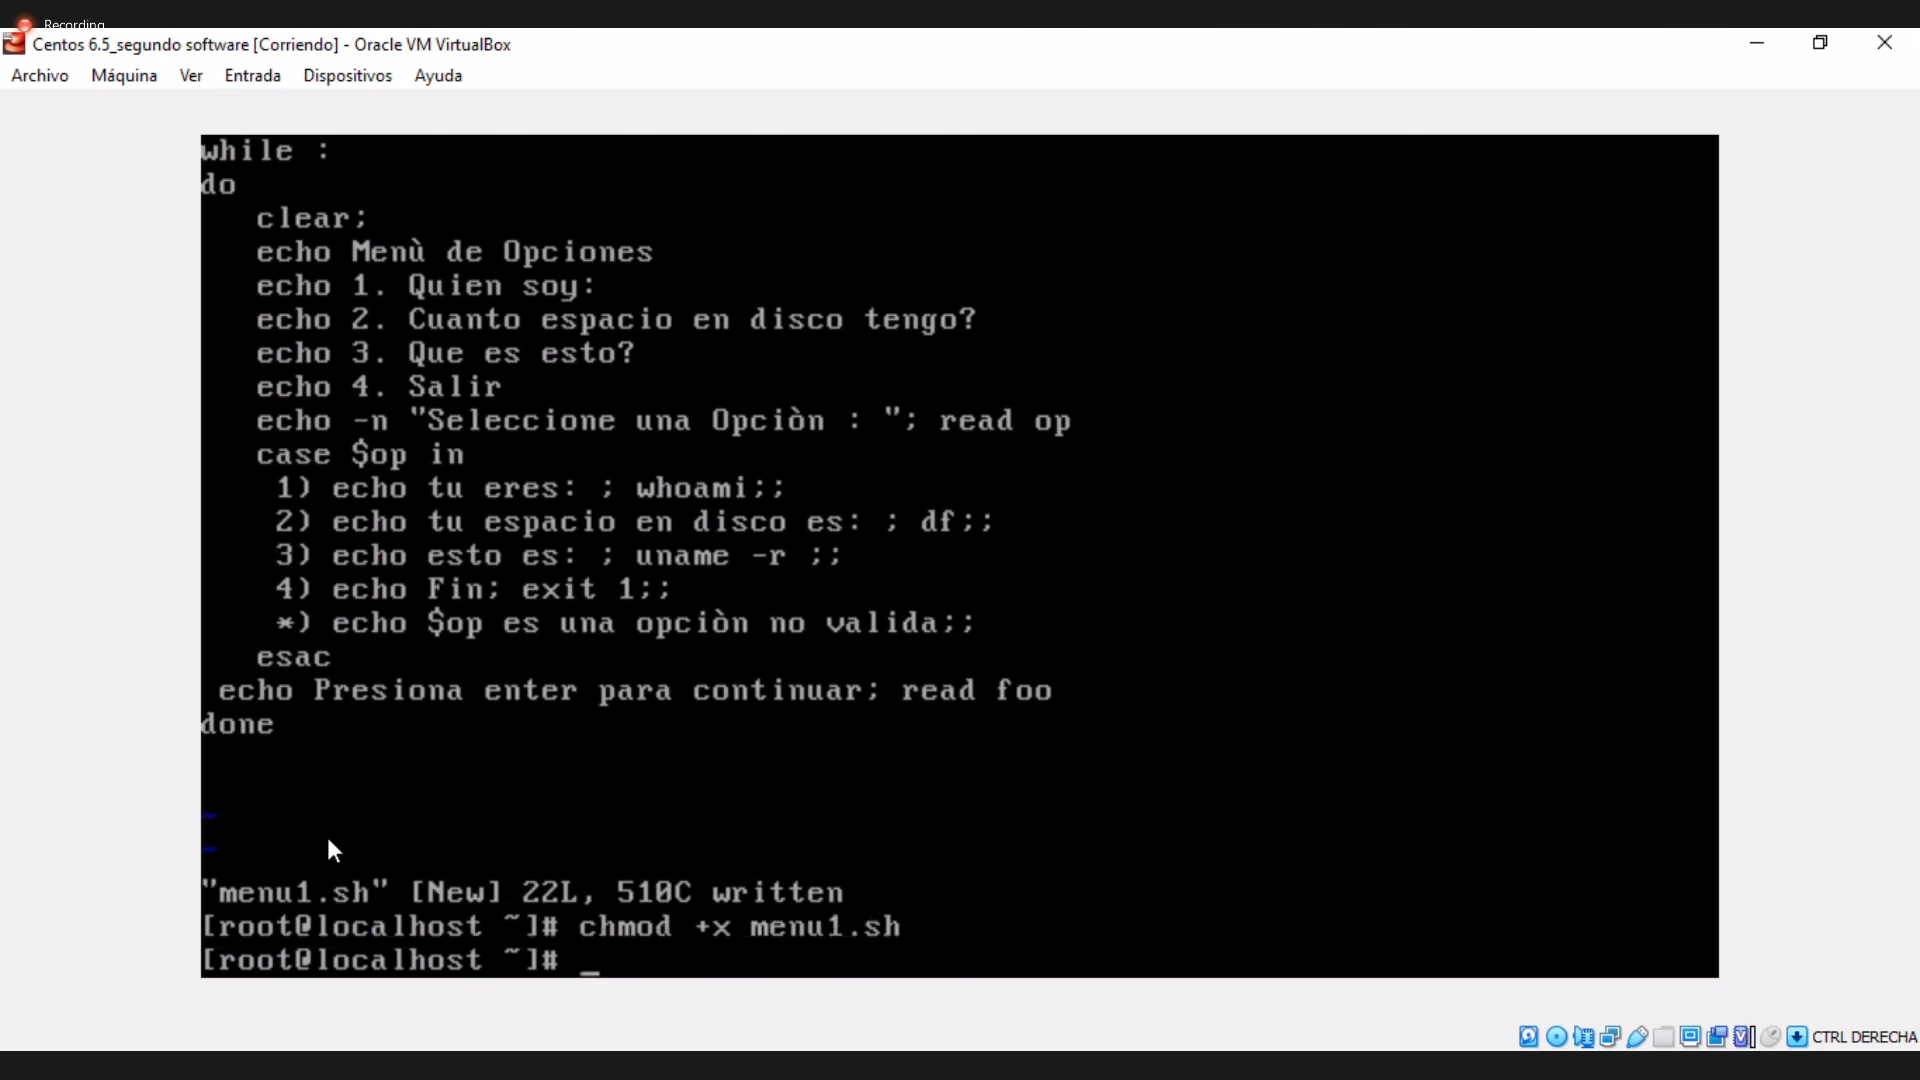 Recording
Centos 6.5_segundo software [Corriendo] - Oracle VM VirtualBox
Archivo Máquina Ver Entrada Dispositivos Ayuda
while :
do
   clear;
   echo Menù de Opciones
   echo 1. Quien soy:
   echo 2. Cuanto espacio en disco tengo?
   echo 3. Que es esto?
   echo 4. Salir
   echo -n "Seleccione una Opciòn : "; read op
   case $op in
    1) echo tu eres: ; whoami;;
    2) echo tu espacio en disco es: ; df;;
    3) echo esto es: ; uname -r ;;
    4) echo Fin; exit 1;;
    *) echo $op es una opciòn no valida;;
   esac
 echo Presiona enter para continuar; read foo
done
~
~
"menu1.sh" [New] 22L, 510C written
[root@localhost ~]# chmod +x menu1.sh
[root@localhost ~]# _
CTRL DERECHA